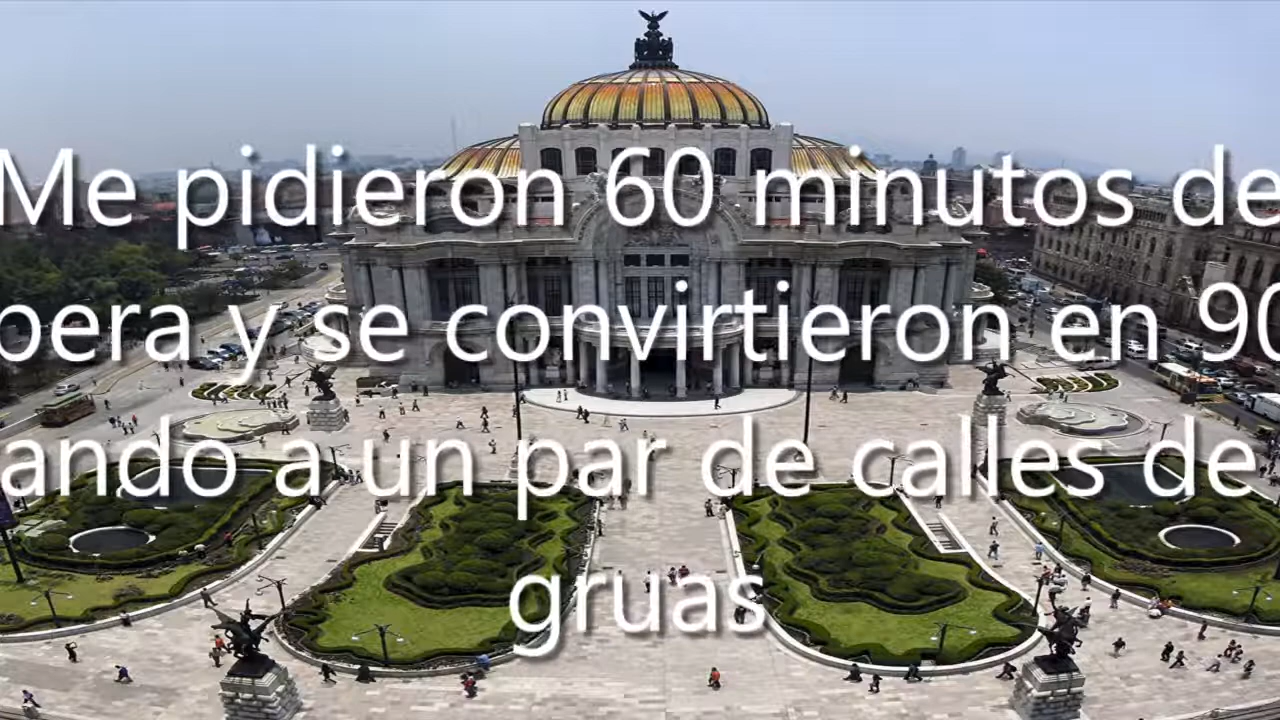 Me pidieron 60 minutos de
pera y se convirtieron en 90
ando a un par de calles de
gruas